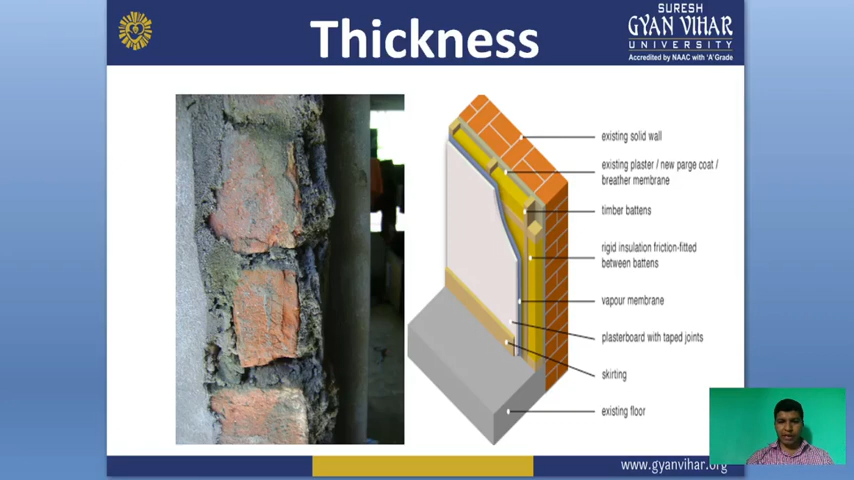 Thickness
SURESH
GYAN VIHAR
UNIVERSITY
Accredited by NAAC with 'A' Grade
existing solid wall
existing plaster / new parge coat /
breather membrane
timber battens
rigid insulation friction-fitted
between battens
vapour membrane
plasterboard with taped joints
skirting
existing floor
www.gyanvihar.org